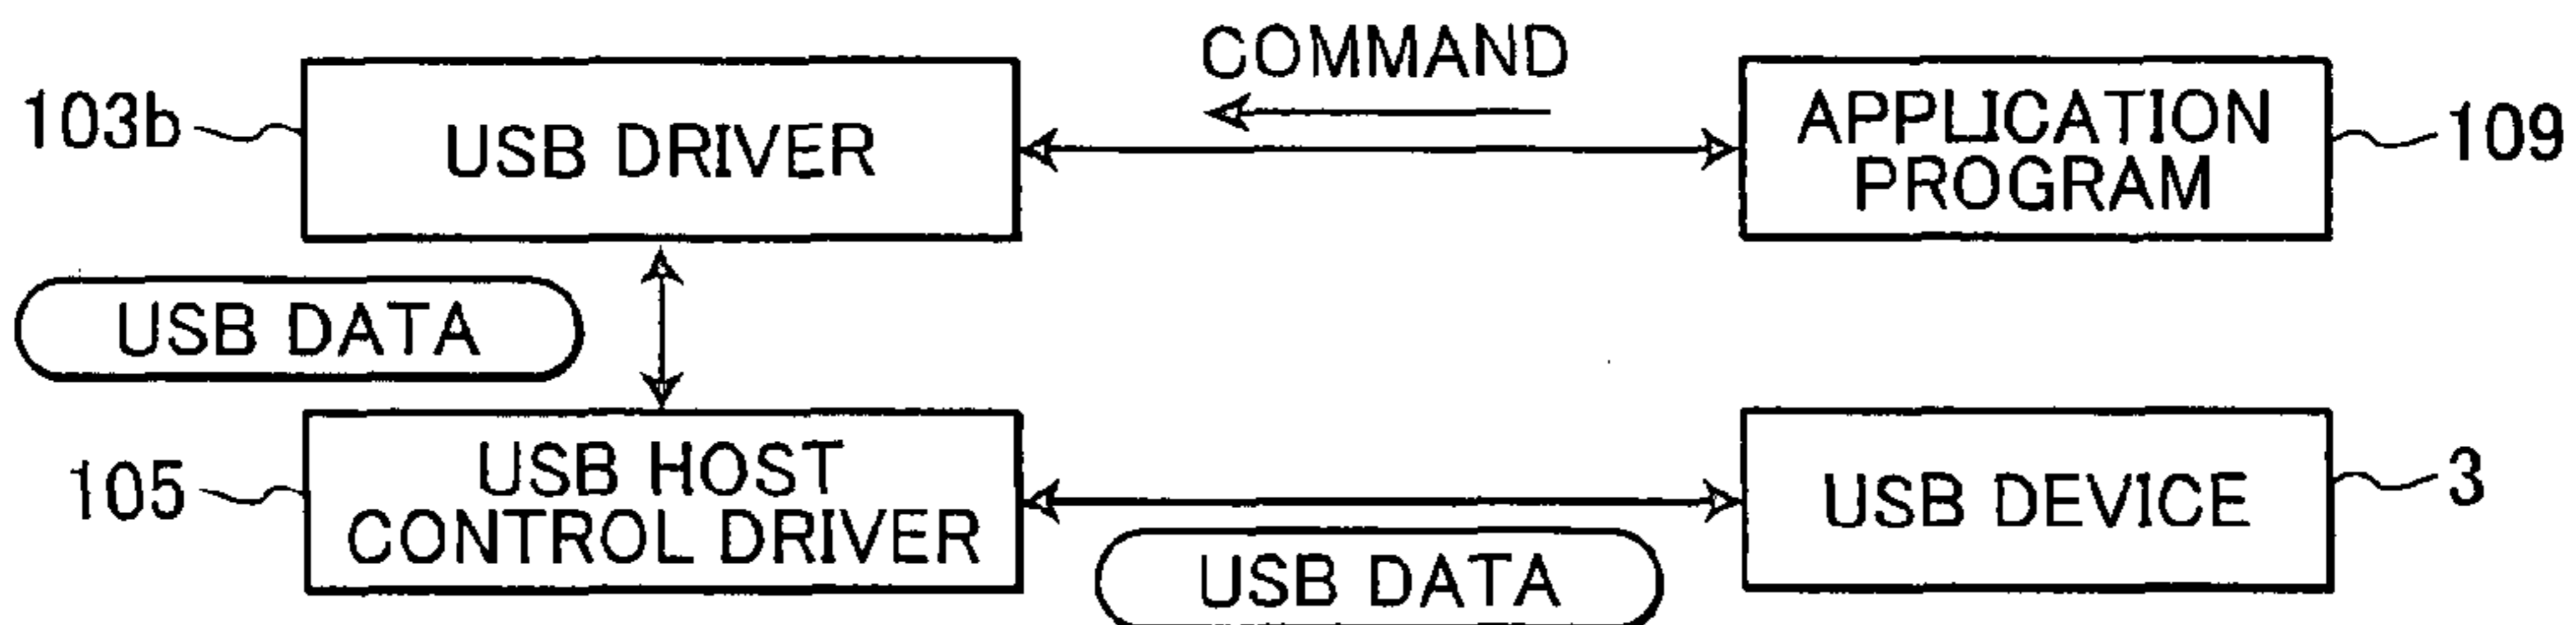 COMMAND
103b
USB DRIVER
APPLICATION
PROGRAM
109
USB DATA
105
USB HOST
CONTROL DRIVER
USB DEVICE
3
USB DATA